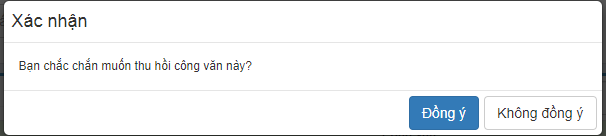 Xác nhận
Bạn chắc chắn muốn thu hồi công văn này?
Đồng ý
Không đồng ý